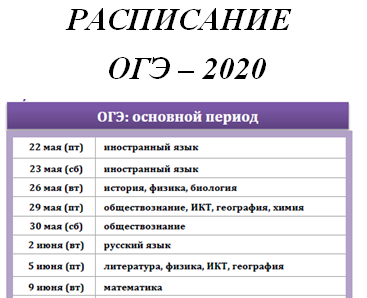 РАСПИСАНИЕ
ОГЭ – 2020
ОГЭ: основной период
22 мая (пт) иностранный язык
23 мая (сб) иностранный язык
26 мая (вт) история, физика, биология
29 мая (пт) обществознание, ИКТ, география, химия
30 мая (сб) обществознание
2 июня (вт) русский язык
5 июня (пт) литература, физика, ИКТ, география
9 июня (вт) математика